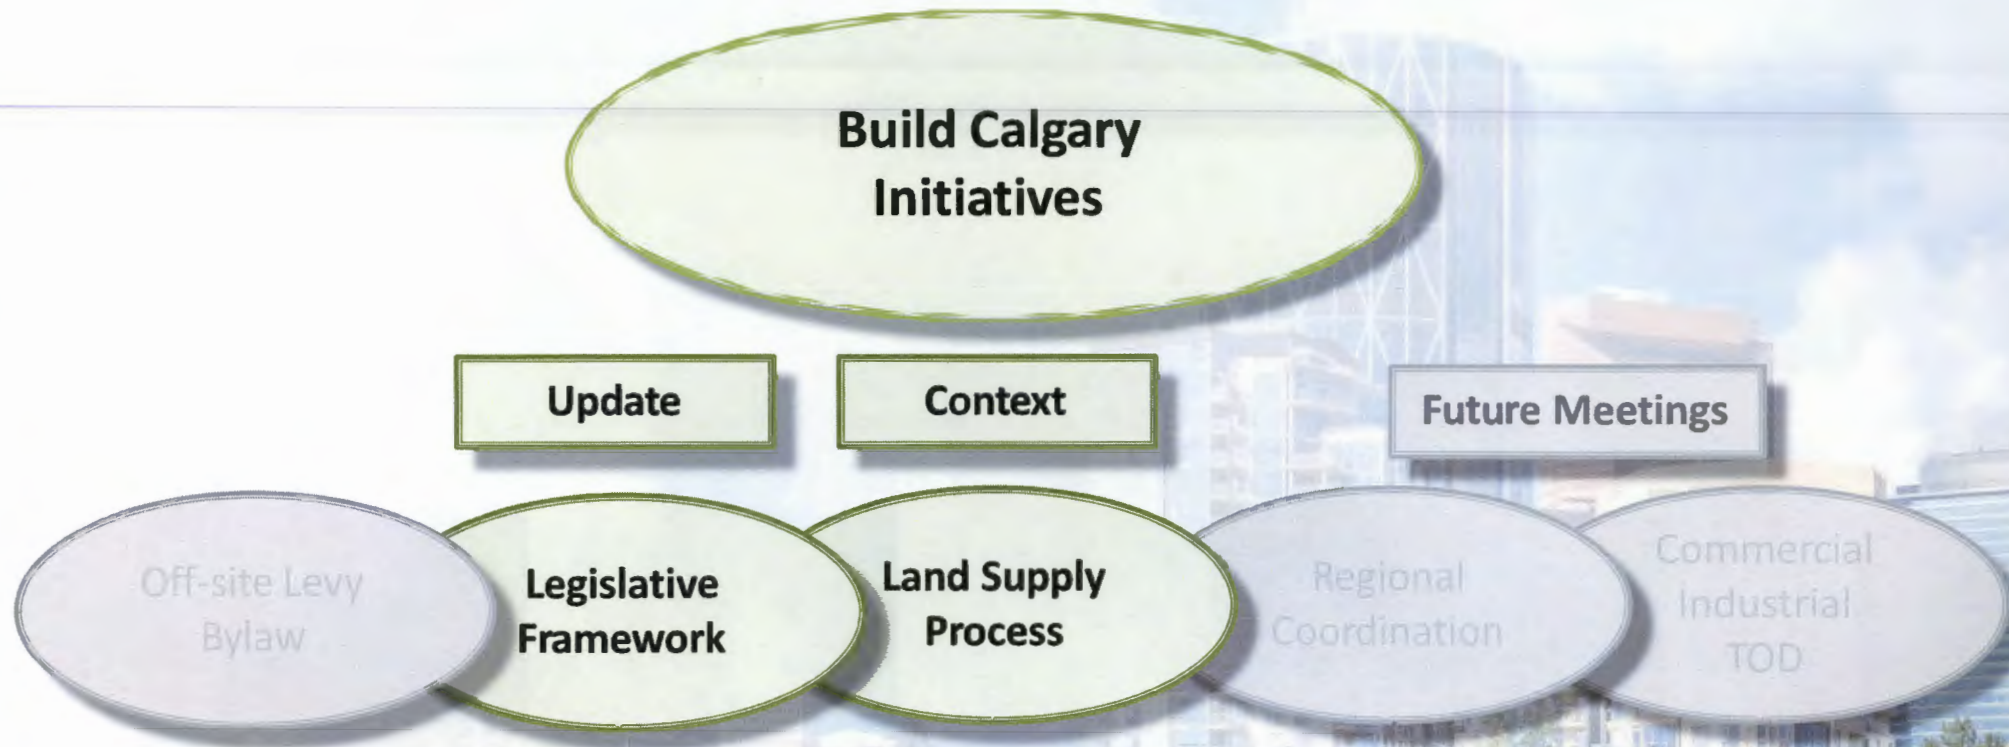 Build Calgary
Initiatives
Update
Context
Future Meetings
Off-site Levy
Bylaw
Legislative
Framework
Land Supply
Process
Regional
Coordination
Commercial
Industrial
TOD